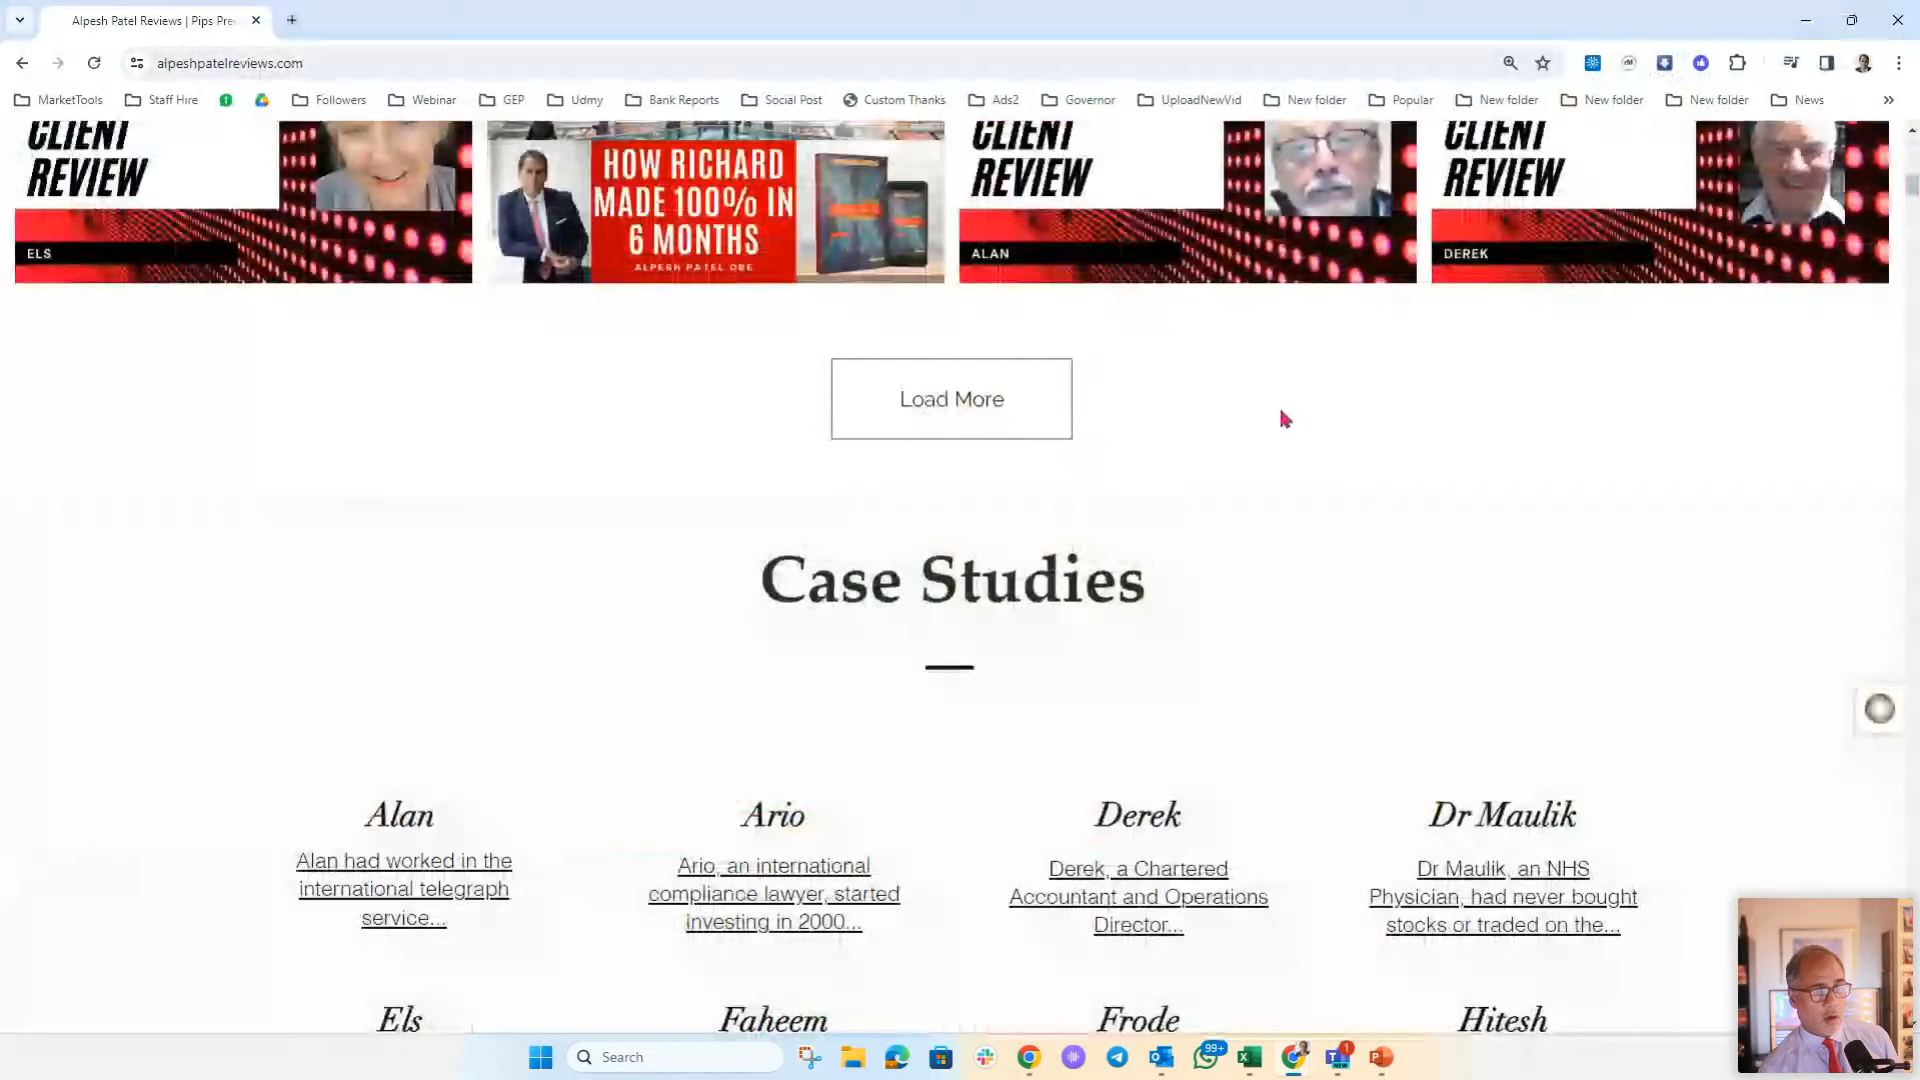 Alpesh Patel Reviews | Pips Pre
alpeshpatelreviews.com
MarketTools
Staff Hire
Followers
Webinar
GEP
Udmy
Bank Reports
Social Post
Custom Thanks
Ads2
Governor
UploadNewVid
New folder
Popular
New folder
New folder
New folder
News
CLIENT
REVIEW
ELS
HOW RICHARD
MADE 100% IN
6 MONTHS
ALPESH PATEL OBE
CLIENT
REVIEW
ALAN
CLIENT
REVIEW
DEREK
Load More
Case Studies
Alan
Alan had worked in the
international telegraph
service...
Ario
Ario, an international
compliance lawyer, started
investing in 2000...
Derek
Derek, a Chartered
Accountant and Operations
Director...
Dr Maulik
Dr Maulik, an NHS
Physician, had never bought
stocks or traded on the...
Els
Faheem
Frode
Hitesh
Search
99+
1